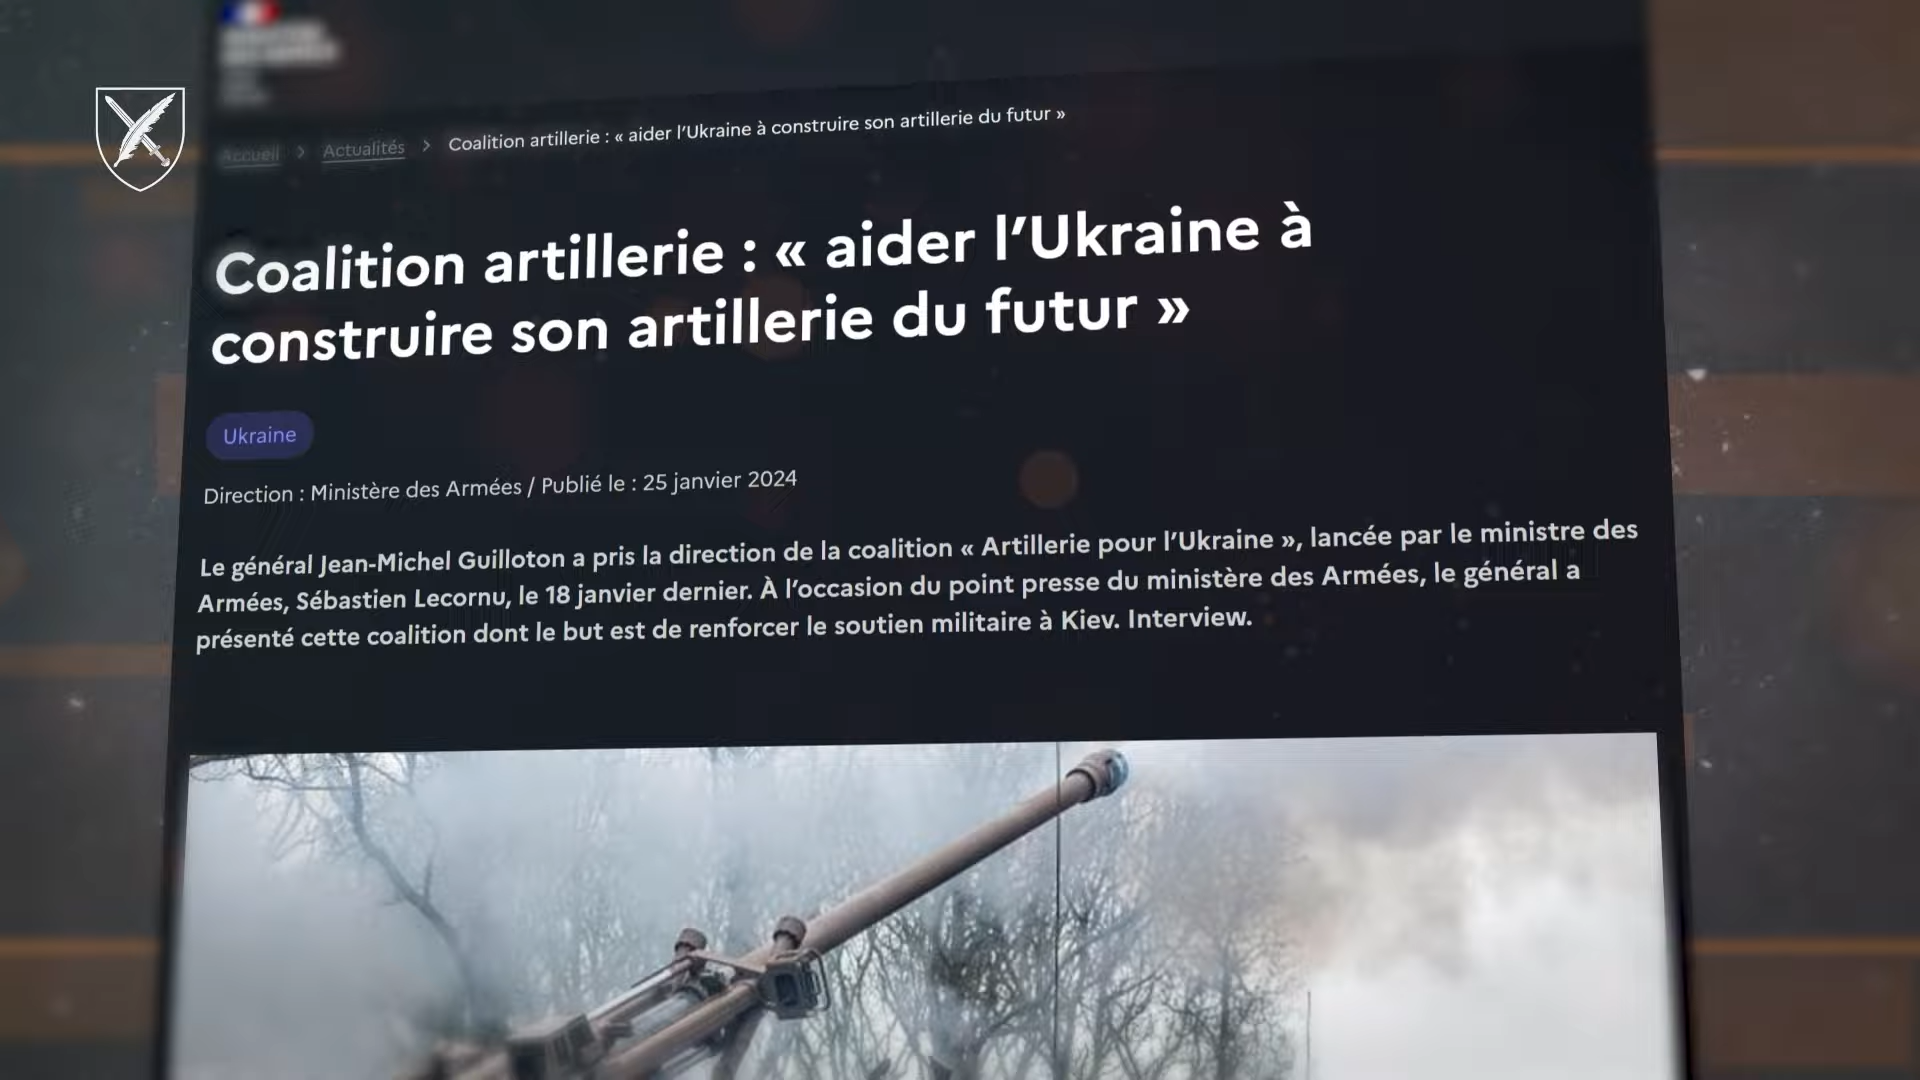 Accueil > Actualités > Coalition artillerie : « aider l’Ukraine à construire son artillerie du futur »
Coalition artillerie : « aider l’Ukraine à
construire son artillerie du futur »
Ukraine
Direction : Ministère des Armées / Publié le : 25 janvier 2024
Le général Jean-Michel Guilloton a pris la direction de la coalition « Artillerie pour l’Ukraine », lancée par le ministre des
Armées, Sébastien Lecornu, le 18 janvier dernier. À l’occasion du point presse du ministère des Armées, le général a
présenté cette coalition dont le but est de renforcer le soutien militaire à Kiev. Interview.